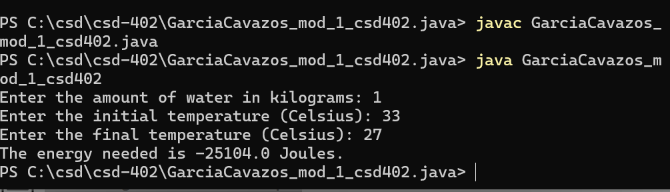 PS C:\csd\csd-402\GarciaCavazos_mod_1_csd402.java> javac GarciaCavazos_
mod_1_csd402.java
PS C:\csd\csd-402\GarciaCavazos_mod_1_csd402.java> java GarciaCavazos_m
od_1_csd402
Enter the amount of water in kilograms: 1
Enter the initial temperature (Celsius): 33
Enter the final temperature (Celsius): 27
The energy needed is -25104.0 Joules.
PS C:\csd\csd-402\GarciaCavazos_mod_1_csd402.java>